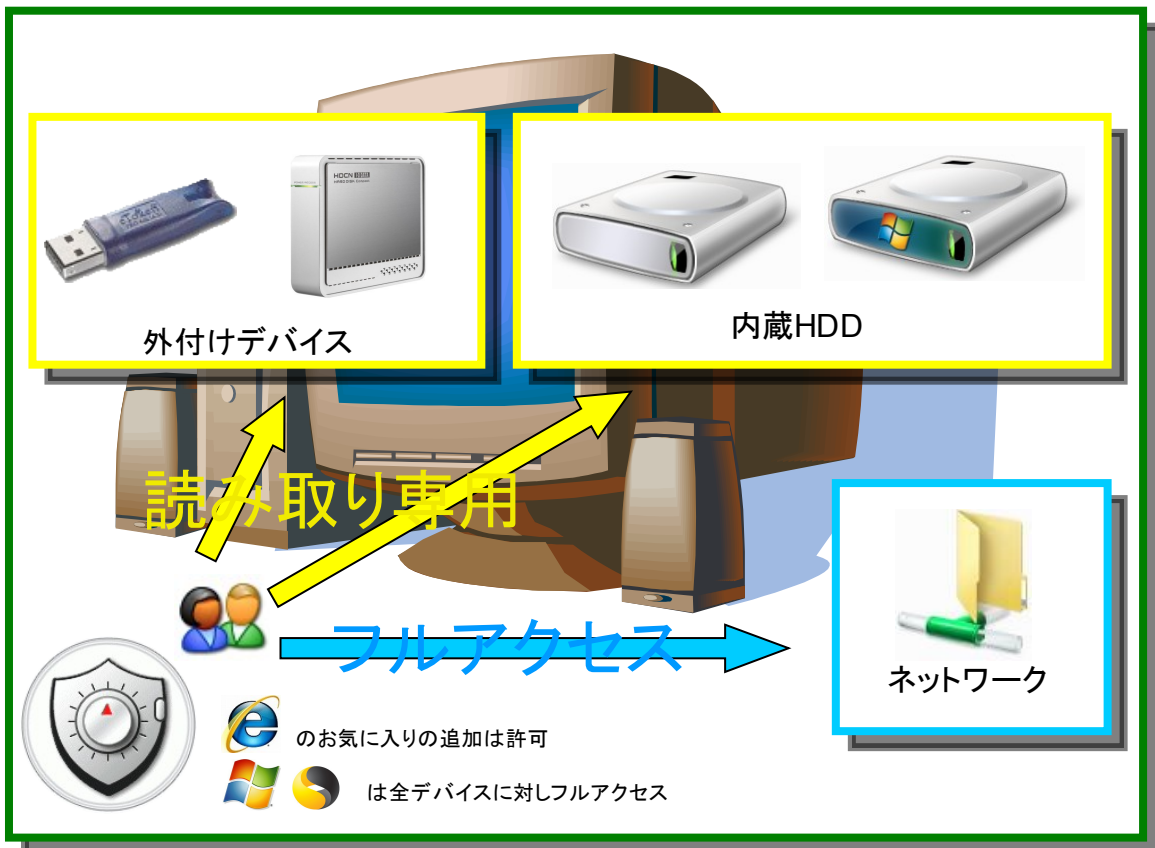 外付けデバイス
内蔵HDD
読み取り専用
フルアクセス
ネットワーク
のお気に入りの追加は許可
は全デバイスに対しフルアクセス